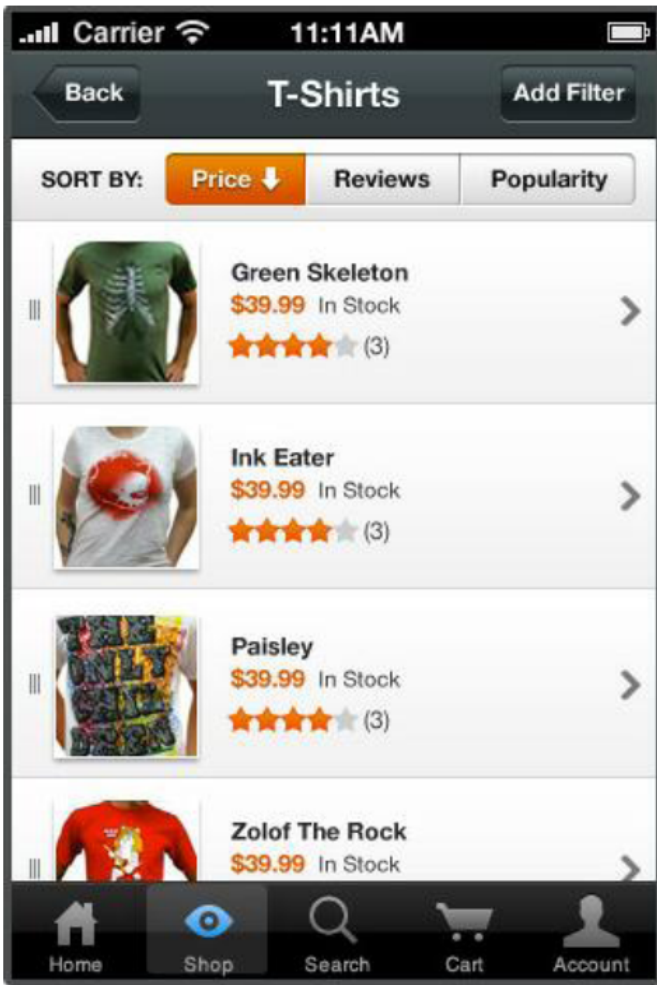 Carrier 11:11AM
Back T-Shirts Add Filter
SORT BY: Price Reviews Popularity
Green Skeleton
$39.99 In Stock
(3)
Ink Eater
$39.99 In Stock
(3)
Paisley
$39.99 In Stock
(3)
ONLY
Zolof The Rock
$39.99 In Stock
Home Shop Search Cart Account